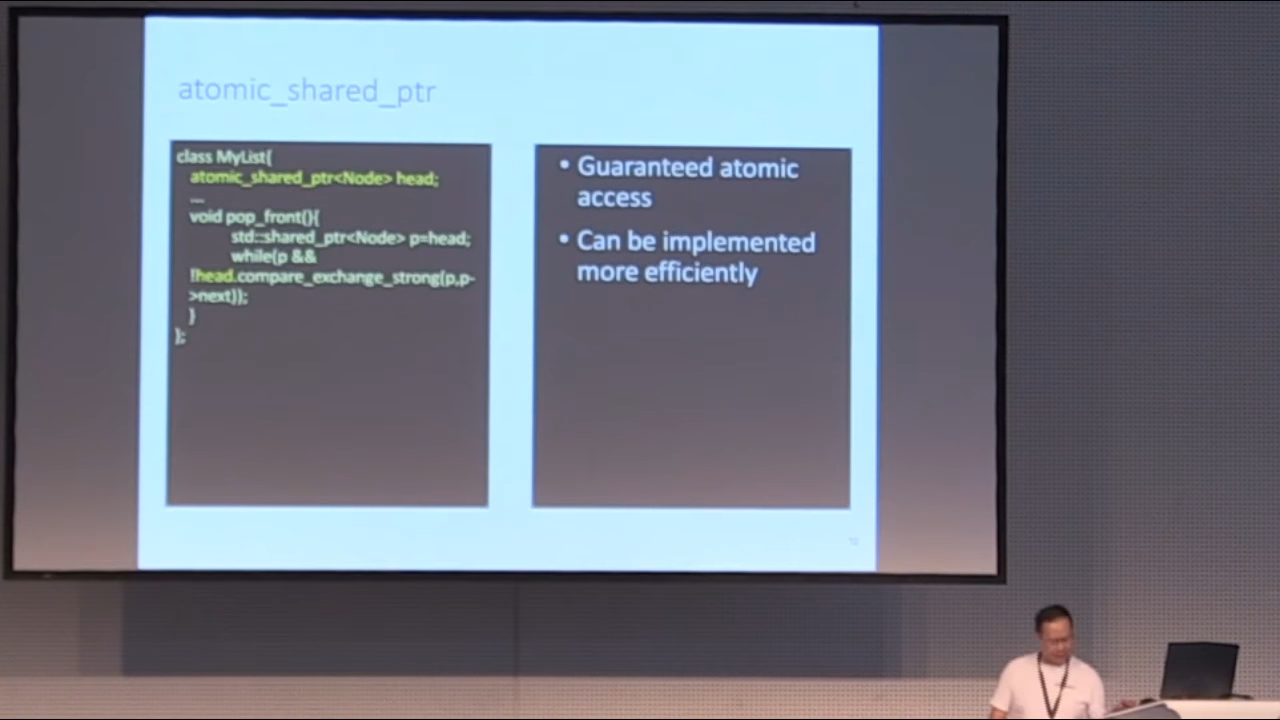 atomic_shared_ptr
class MyList{
atomic_shared_ptr<Node> head;
...
void pop_front(){
std::shared_ptr<Node> p=head;
while(p &&
!head.compare_exchange_strong(p,p-
>next));
}
};
• Guaranteed atomic
access
• Can be implemented
more efficiently